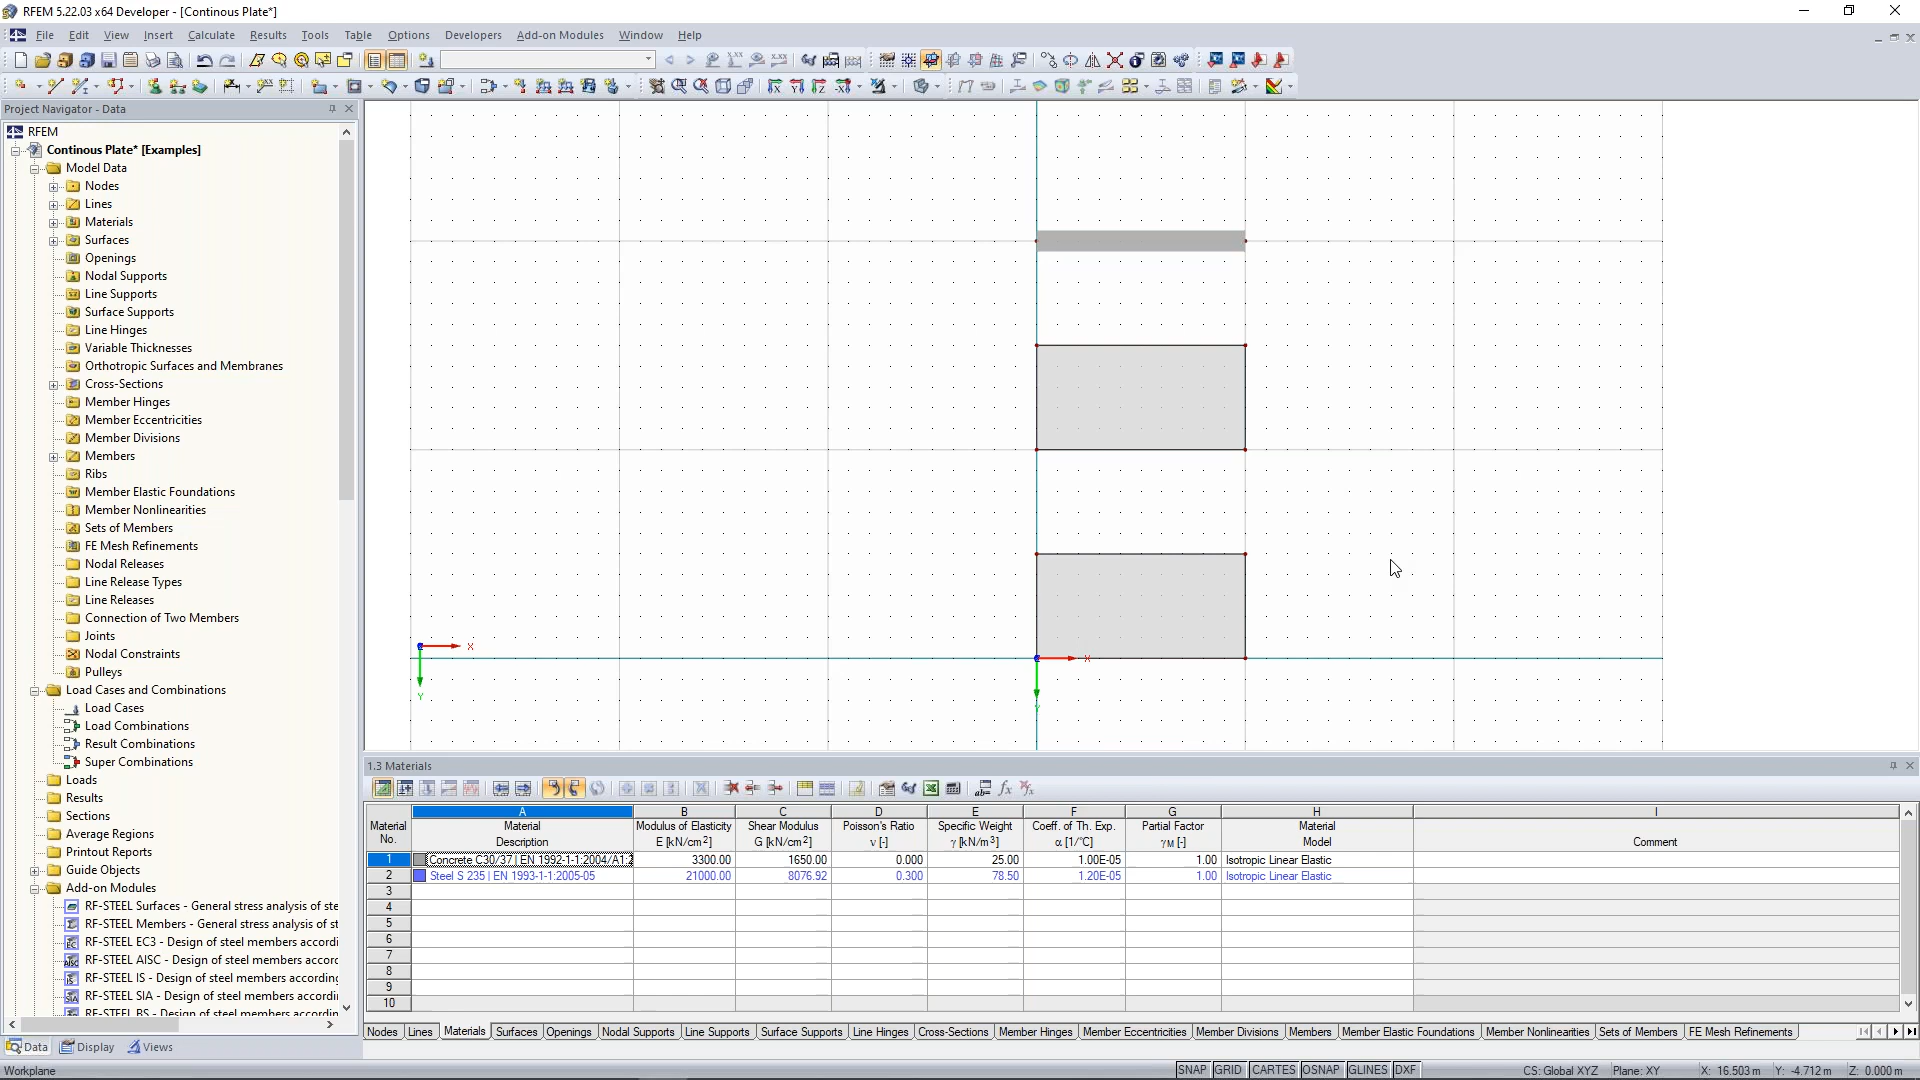 RFEM 5.22.03 x64 Developer - [Continous Plate*]
File Edit View Insert Calculate Results Tools Table Options Developers Add-on Modules Window Help
Project Navigator - Data
RFEM
Continous Plate* [Examples]
Model Data
Nodes
Lines
Materials
Surfaces
Openings
Nodal Supports
Line Supports
Surface Supports
Line Hinges
Variable Thicknesses
Orthotropic Surfaces and Membranes
Cross-Sections
Member Hinges
Member Eccentricities
Member Divisions
Members
Ribs
Member Elastic Foundations
Member Nonlinearities
Sets of Members
FE Mesh Refinements
Nodal Releases
Line Release Types
Line Releases
Connection of Two Members
Joints
Nodal Constraints
Pulleys
Load Cases and Combinations
Load Cases
Load Combinations
Result Combinations
Super Combinations
Loads
Results
Sections
Average Regions
Printout Reports
Guide Objects
Add-on Modules
RF-STEEL Surfaces - General stress analysis of ste
RF-STEEL Members - General stress analysis of st
RF-STEEL EC3 - Design of steel members accordi
RF-STEEL AISC - Design of steel members accor
RF-STEEL IS - Design of steel members according
RF-STEEL SIA - Design of steel members accordi
RF-STEEL BS - Design of steel members accordin
Data Display Views
X
Y
X
Y
1.3 Materials
A B C D E F G H I
Material No. Material Description Modulus of Elasticity E [kN/cm²] Shear Modulus G [kN/cm²] Poisson's Ratio ν [-] Specific Weight γ [kN/m³] Coeff. of Th. Exp. α [1/°C] Partial Factor γM [-] Material Model Comment
1 Concrete C30/37 | EN 1992-1-1:2004/A1:2 3300.00 1650.00 0.000 25.00 1.00E-05 1.00 Isotropic Linear Elastic
2 Steel S 235 | EN 1993-1-1:2005-05 21000.00 8076.92 0.300 78.50 1.20E-05 1.00 Isotropic Linear Elastic
3
4
5
6
7
8
9
10
Nodes Lines Materials Surfaces Openings Nodal Supports Line Supports Surface Supports Line Hinges Cross-Sections Member Hinges Member Eccentricities Member Divisions Members Member Elastic Foundations Member Nonlinearities Sets of Members FE Mesh Refinements
Workplane SNAP GRID CARTES OSNAP GLINES DXF CS: Global XYZ Plane: XY X: 16.503 m Y: -4.712 m Z: 0.000 m